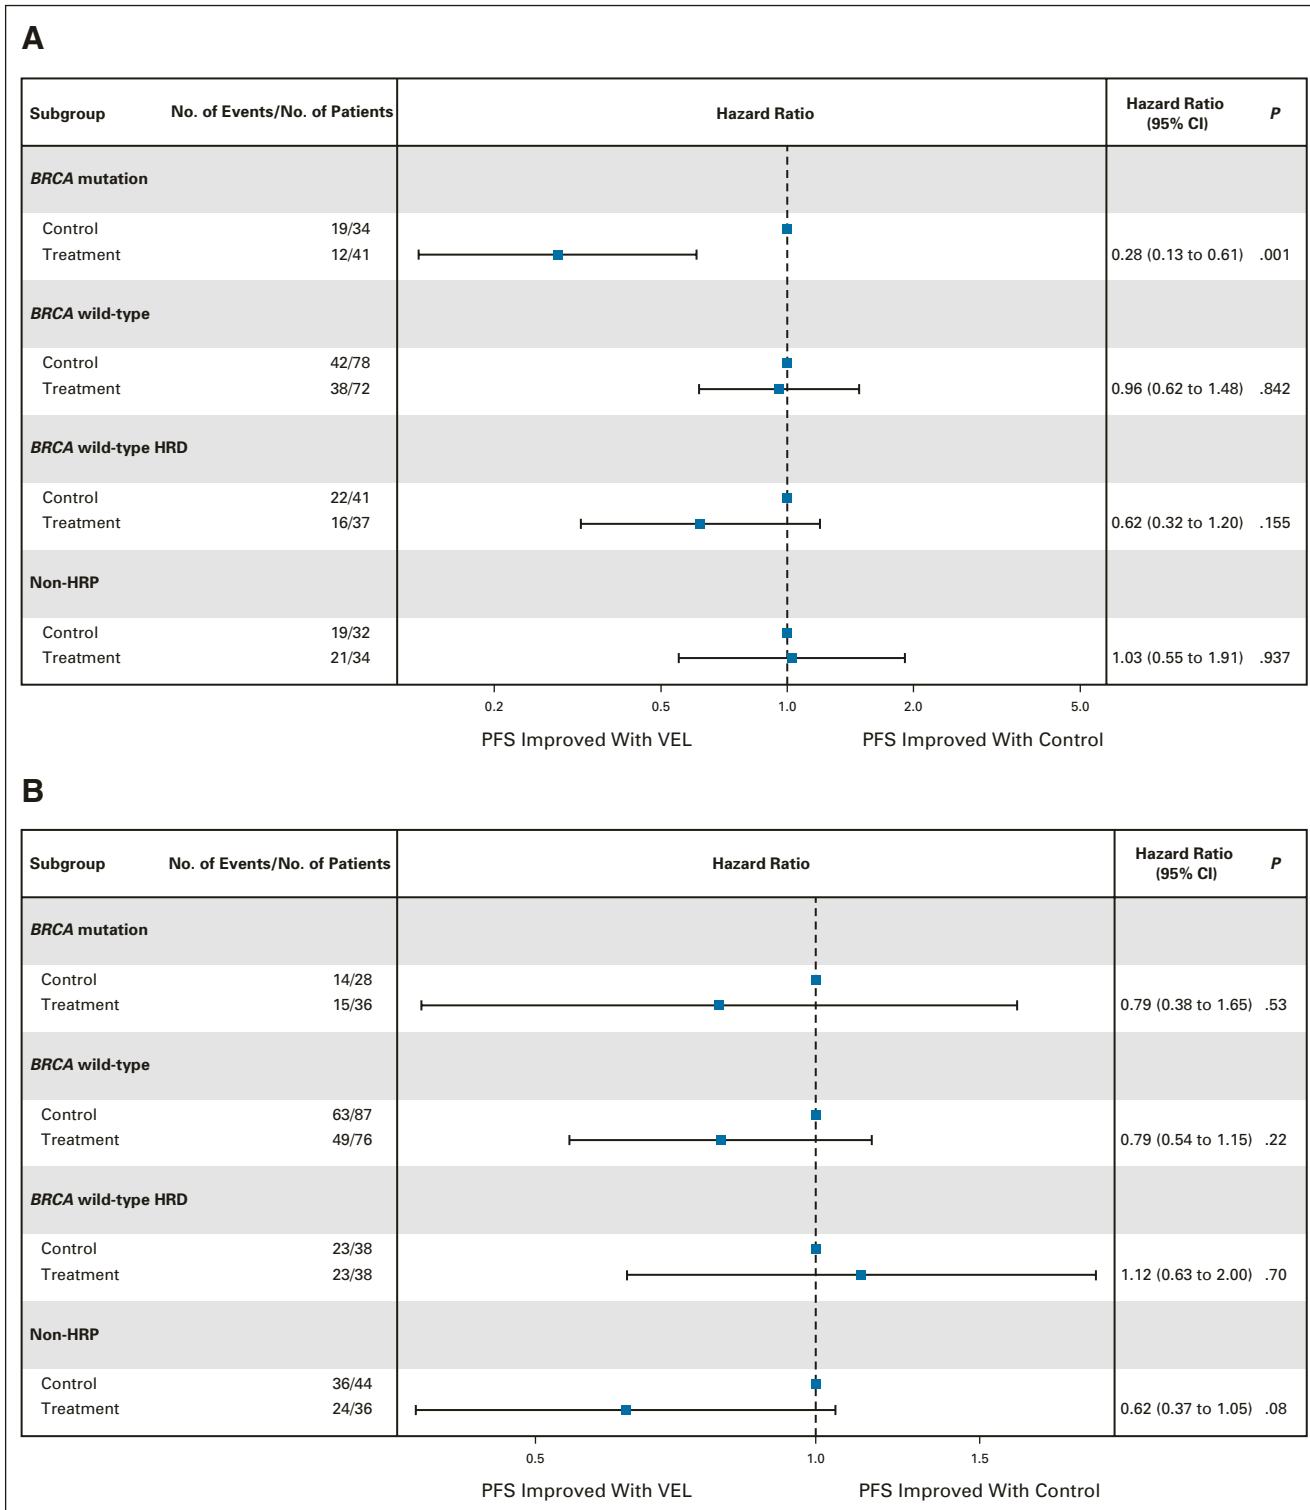 A
Subgroup No. of Events/No. of Patients Hazard Ratio Hazard Ratio (95% CI) P
BRCA mutation
Control 19/34
Treatment 12/41 0.28 (0.13 to 0.61) .001
BRCA wild-type
Control 42/78
Treatment 38/72 0.96 (0.62 to 1.48) .842
BRCA wild-type HRD
Control 22/41
Treatment 16/37 0.62 (0.32 to 1.20) .155
Non-HRP
Control 19/32
Treatment 21/34 1.03 (0.55 to 1.91) .937
0.2 0.5 1.0 2.0 5.0
PFS Improved With VEL PFS Improved With Control
B
Subgroup No. of Events/No. of Patients Hazard Ratio Hazard Ratio (95% CI) P
BRCA mutation
Control 14/28
Treatment 15/36 0.79 (0.38 to 1.65) .53
BRCA wild-type
Control 63/87
Treatment 49/76 0.79 (0.54 to 1.15) .22
BRCA wild-type HRD
Control 23/38
Treatment 23/38 1.12 (0.63 to 2.00) .70
Non-HRP
Control 36/44
Treatment 24/36 0.62 (0.37 to 1.05) .08
0.5 1.0 1.5
PFS Improved With VEL PFS Improved With Control